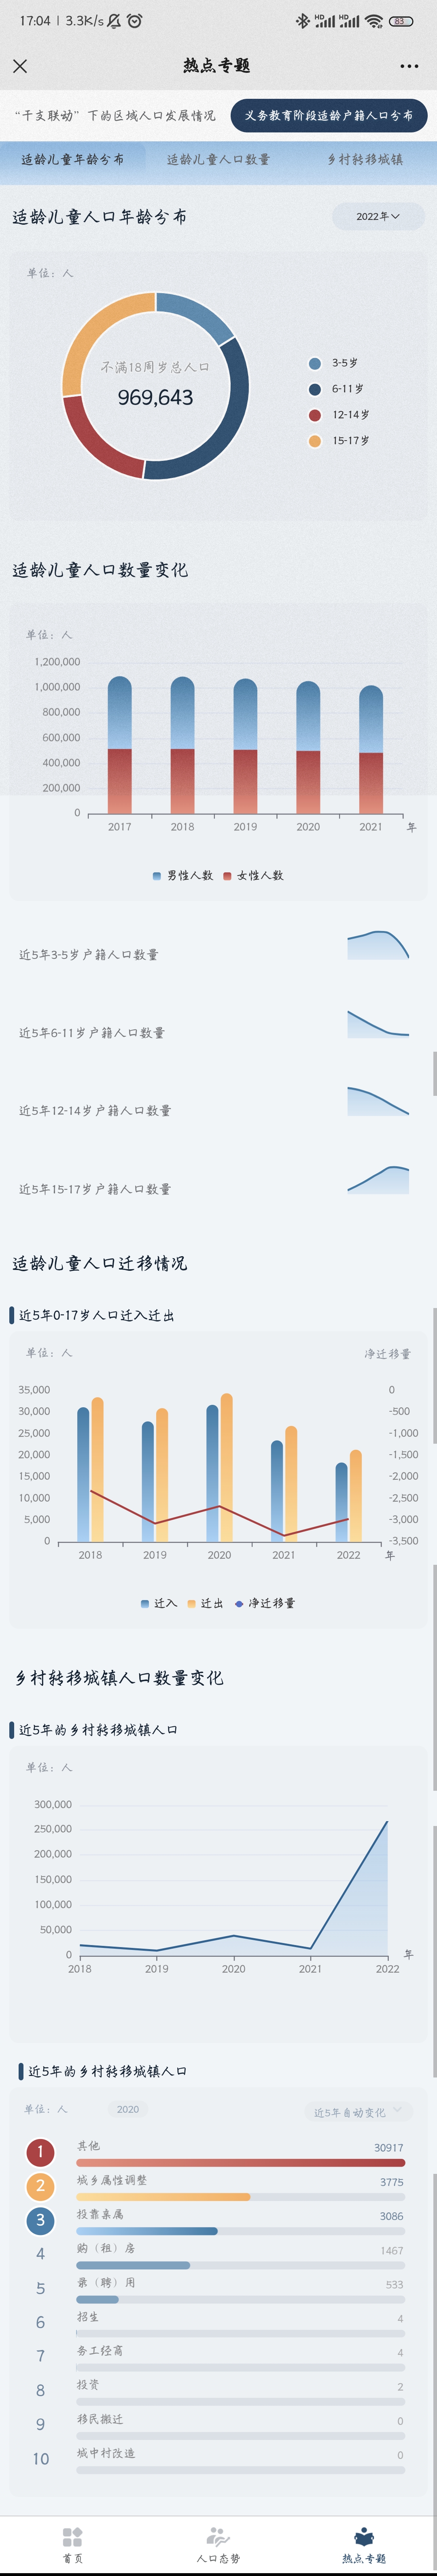 17:04 | 3.3K/s HD HD 83
热点专题
“干支联动”下的区域人口发展情况 义务教育阶段适龄户籍人口分布
适龄儿童年龄分布 适龄儿童人口数量 乡村转移城镇
适龄儿童人口年龄分布 2022年
单位：人
不满18周岁总人口
969,643
3-5岁
6-11岁
12-14岁
15-17岁
适龄儿童人口数量变化
单位：人
1,200,000
1,000,000
800,000
600,000
400,000
200,000
0
2017 2018 2019 2020 2021 年
男性人数 女性人数
近5年3-5岁户籍人口数量
近5年6-11岁户籍人口数量
近5年12-14岁户籍人口数量
近5年15-17岁户籍人口数量
适龄儿童人口迁移情况
近5年0-17岁人口迁入迁出
单位：人 净迁移量
35,000 0
30,000 -500
25,000 -1,000
20,000 -1,500
15,000 -2,000
10,000 -2,500
5,000 -3,000
0 -3,500
2018 2019 2020 2021 2022 年
迁入 迁出 净迁移量
乡村转移城镇人口数量变化
近5年的乡村转移城镇人口
单位：人
300,000
250,000
200,000
150,000
100,000
50,000
0
2018 2019 2020 2021 2022 年
近5年的乡村转移城镇人口
单位：人 2020 近5年自动变化
1 其他 30917
2 城乡属性调整 3775
3 投靠亲属 3086
4 购（租）房 1467
5 录（聘）用 533
6 招生 4
7 务工经商 4
8 投资 2
9 移民搬迁 0
10 城中村改造 0
首页 人口态势 热点专题